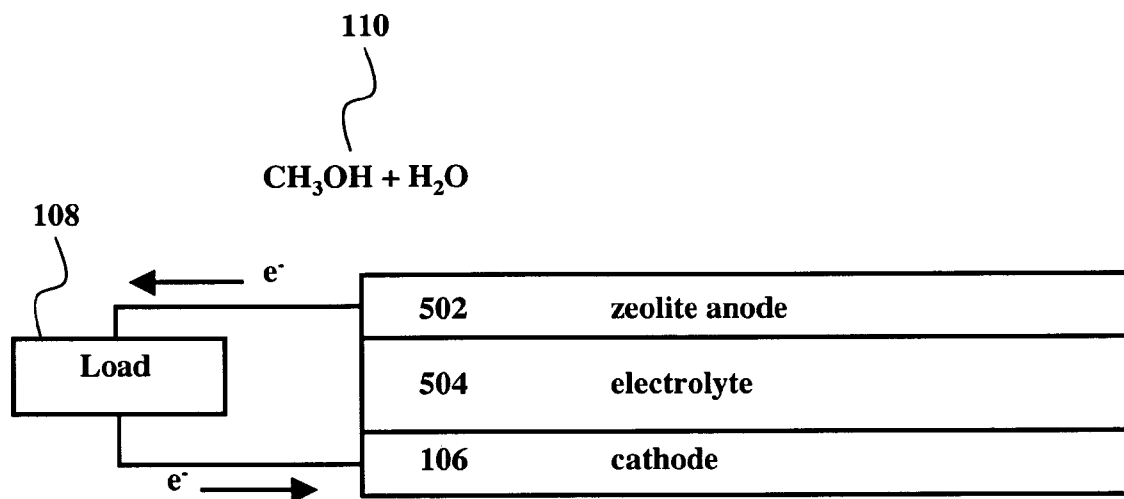 110
CH₃OH + H₂O
108
e⁻
502 zeolite anode
Load
504 electrolyte
106 cathode
e⁻